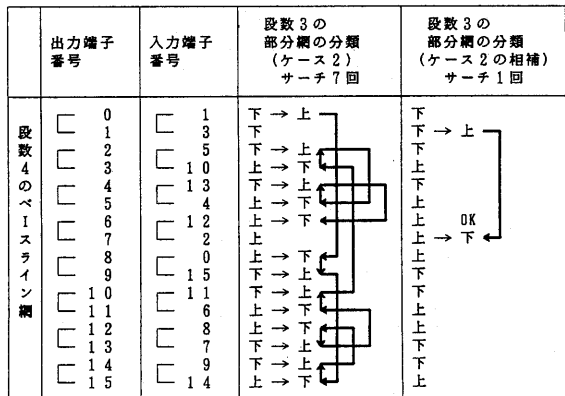 出力端子番号
入力端子番号
段数3の
部分網の分類
(ケース2)
サーチ7回
段数3の
部分網の分類
(ケース2の相補)
サーチ1回
段数4のベースライン網
0 1 下→上 下
1 3 下 下→上
2 5 下→上 下
3 10 上→下 上
4 13 下→上 下
5 4 上→下 上
6 12 上→下 上 OK
7 2 上 上→下
8 0 上→下 上
9 15 下→上 下
10 11 下→上 下
11 6 上→下 上
12 8 上→下 上
13 7 下→上 下
14 9 下→上 下
15 14 上→下 上